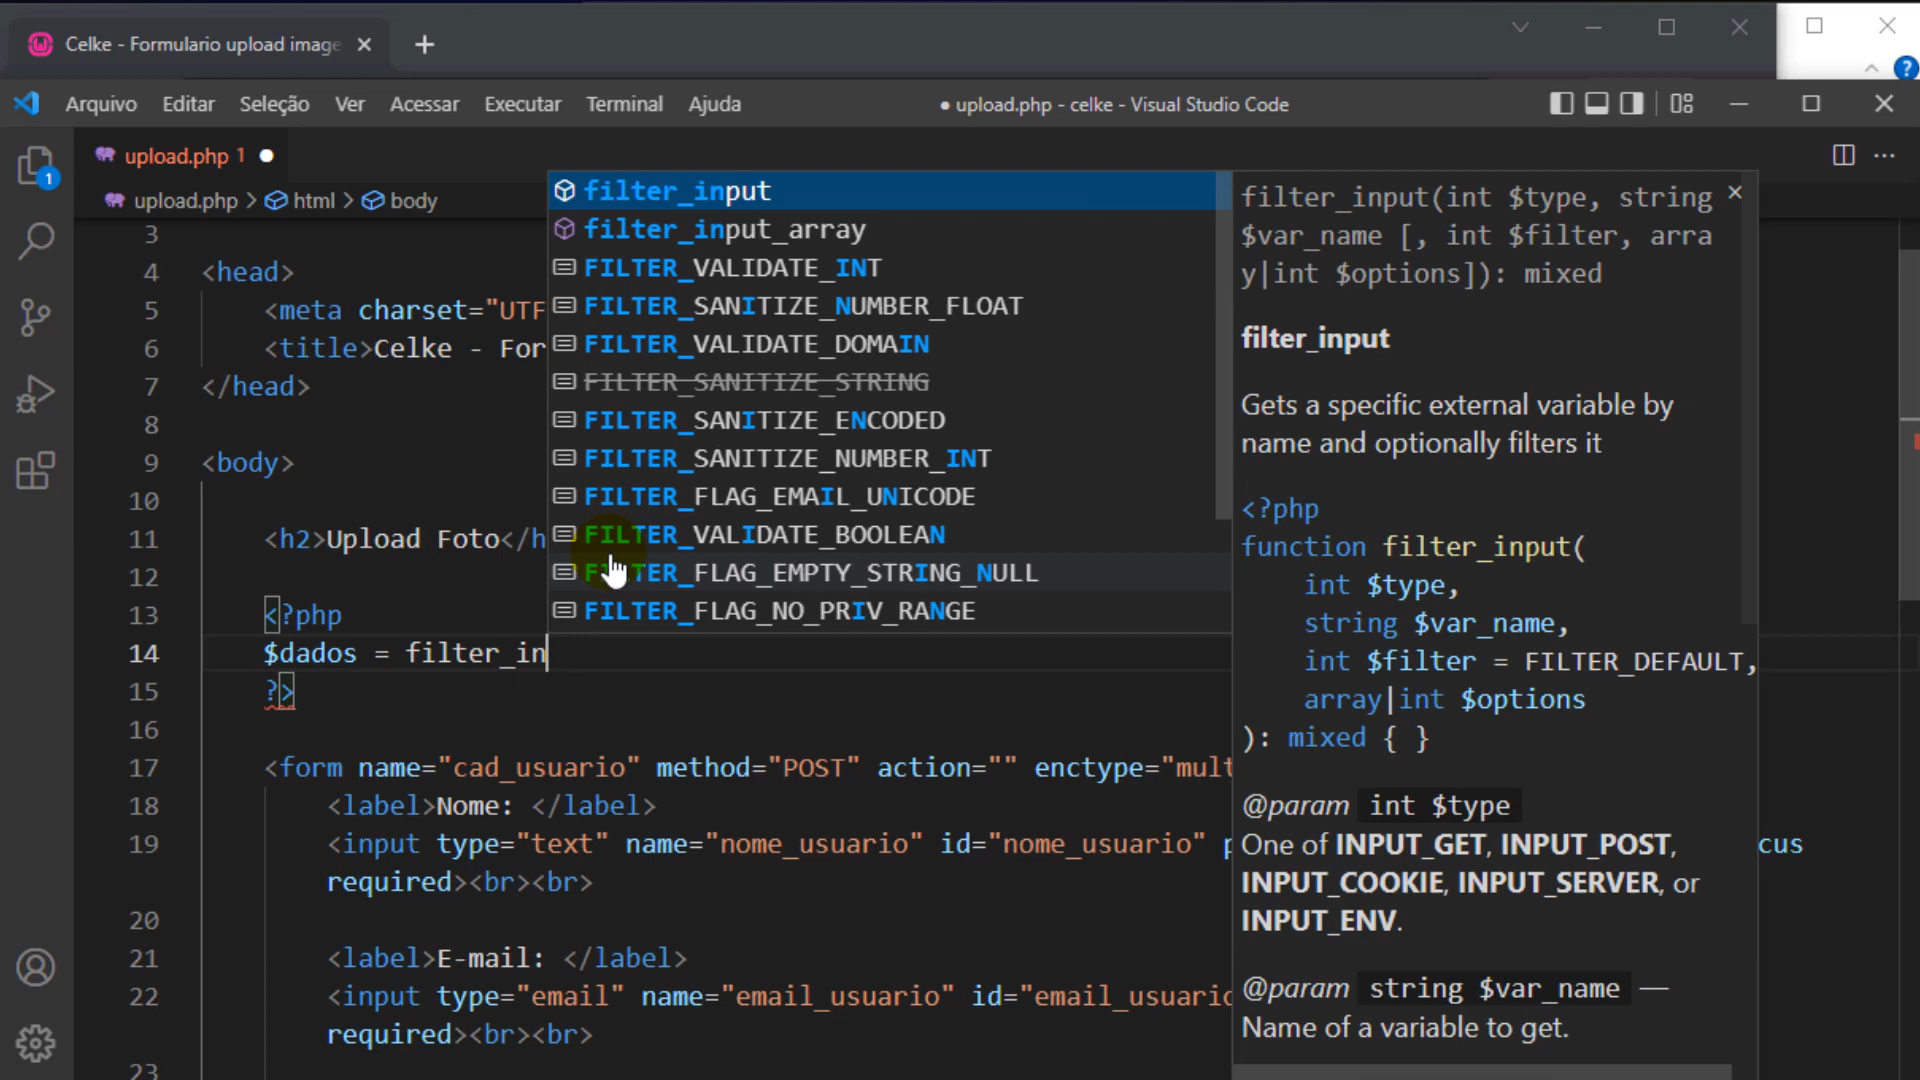 Celke - Formulario upload image
Arquivo Editar Seleção Ver Acessar Executar Terminal Ajuda
● upload.php - celke - Visual Studio Code
1
upload.php 1
upload.php > html > body
3
4 <head>
5 <meta charset="UTF
6 <title>Celke - For
7 </head>
8
9 <body>
10
11 <h2>Upload Foto</h
12
13 <?php
14 $dados = filter_in
15 ?>
16
17 <form name="cad_usuario" method="POST" action="" enctype="mult
18 <label>Nome: </label>
19 <input type="text" name="nome_usuario" id="nome_usuario" p
cus
required><br><br>
20
21 <label>E-mail: </label>
22 <input type="email" name="email_usuario" id="email_usuario
required><br><br>
23
filter_input
filter_input_array
FILTER_VALIDATE_INT
FILTER_SANITIZE_NUMBER_FLOAT
FILTER_VALIDATE_DOMAIN
FILTER_SANITIZE_STRING
FILTER_SANITIZE_ENCODED
FILTER_SANITIZE_NUMBER_INT
FILTER_FLAG_EMAIL_UNICODE
FILTER_VALIDATE_BOOLEAN
FILTER_FLAG_EMPTY_STRING_NULL
FILTER_FLAG_NO_PRIV_RANGE
filter_input(int $type, string
$var_name [, int $filter, arra
y|int $options]): mixed
filter_input
Gets a specific external variable by
name and optionally filters it
<?php
function filter_input(
int $type,
string $var_name,
int $filter = FILTER_DEFAULT,
array|int $options
): mixed { }
@param int $type
One of INPUT_GET, INPUT_POST,
INPUT_COOKIE, INPUT_SERVER, or
INPUT_ENV.
@param string $var_name —
Name of a variable to get.